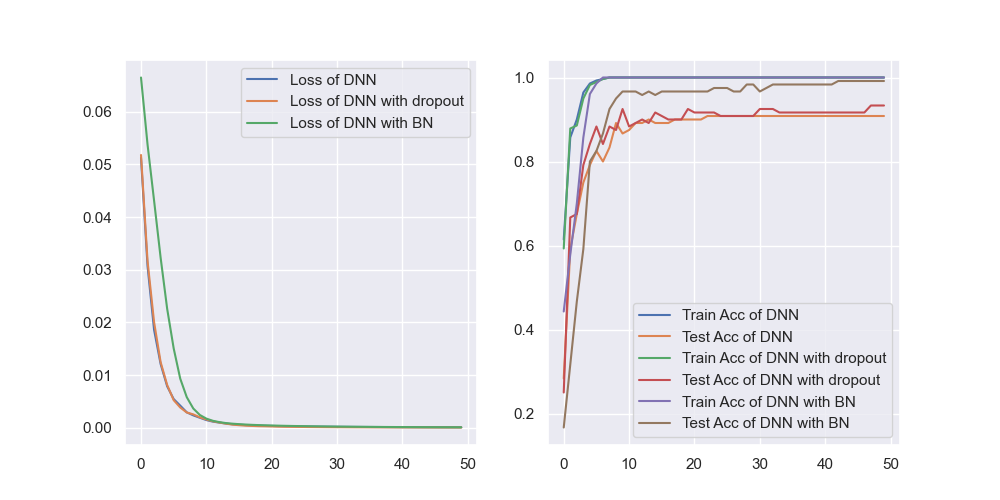 Loss of DNN
Loss of DNN with dropout
Loss of DNN with BN
0.06
0.05
0.04
0.03
0.02
0.01
0.00
0 10 20 30 40 50
1.0
0.8
0.6
0.4
0.2
Train Acc of DNN
Test Acc of DNN
Train Acc of DNN with dropout
Test Acc of DNN with dropout
Train Acc of DNN with BN
Test Acc of DNN with BN
0 10 20 30 40 50